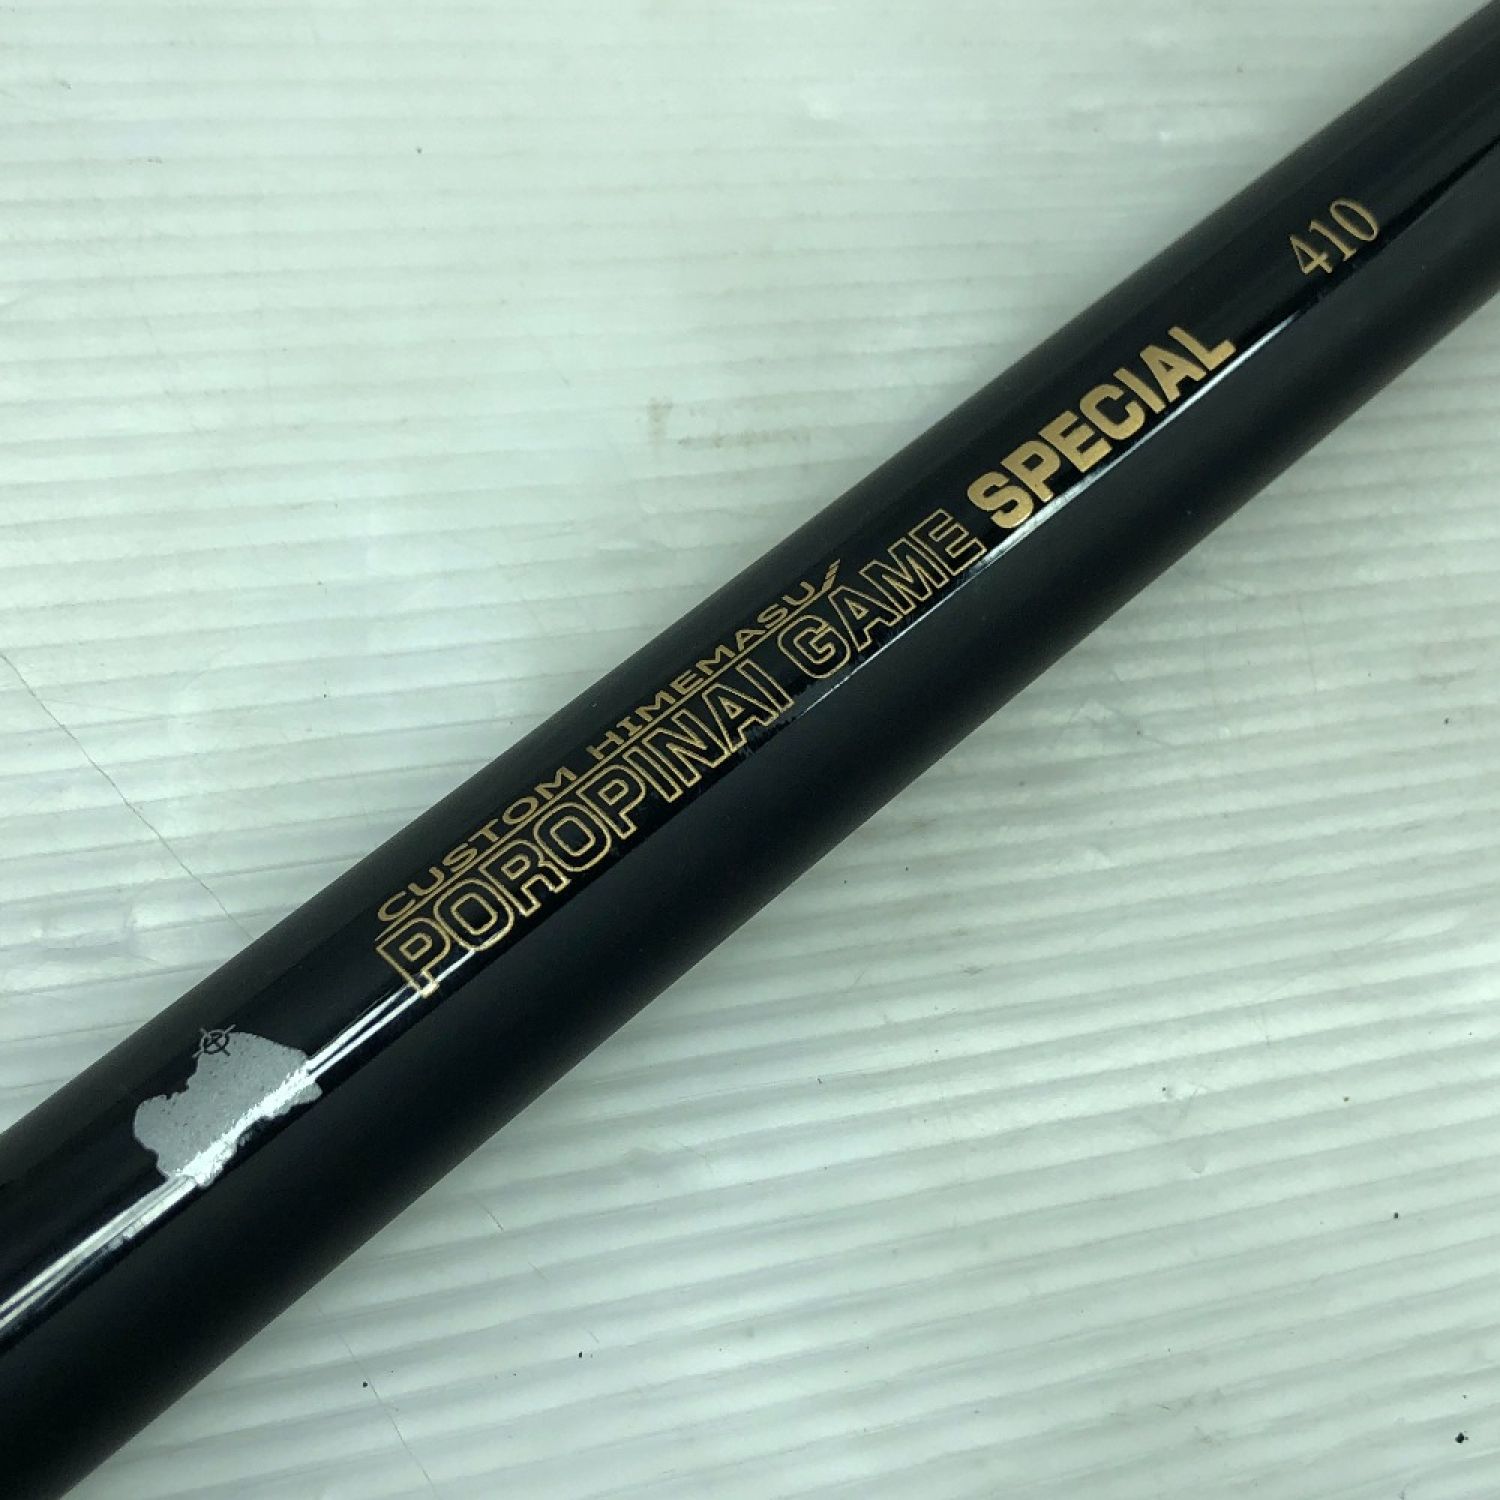 CUSTOM HIMEMASU
POROPINAI GAME SPECIAL 410